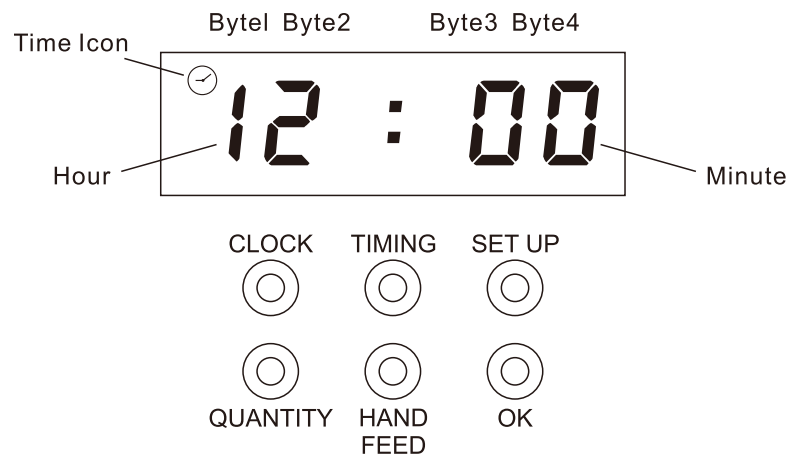 Bytel Byte2 Byte3 Byte4
Time Icon
12 : 00
Hour
Minute
CLOCK TIMING SET UP
QUANTITY HAND FEED OK